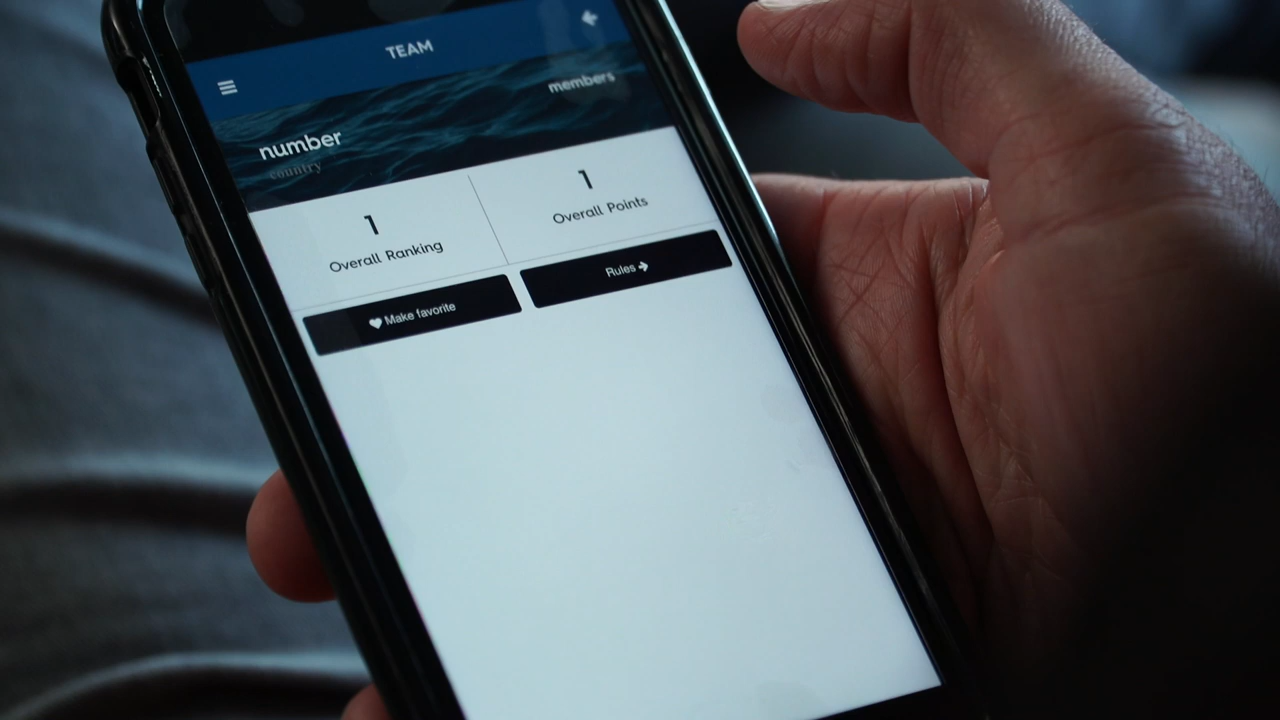 TEAM
members
number
country
1
Overall Ranking
1
Overall Points
Make favorite
Rules